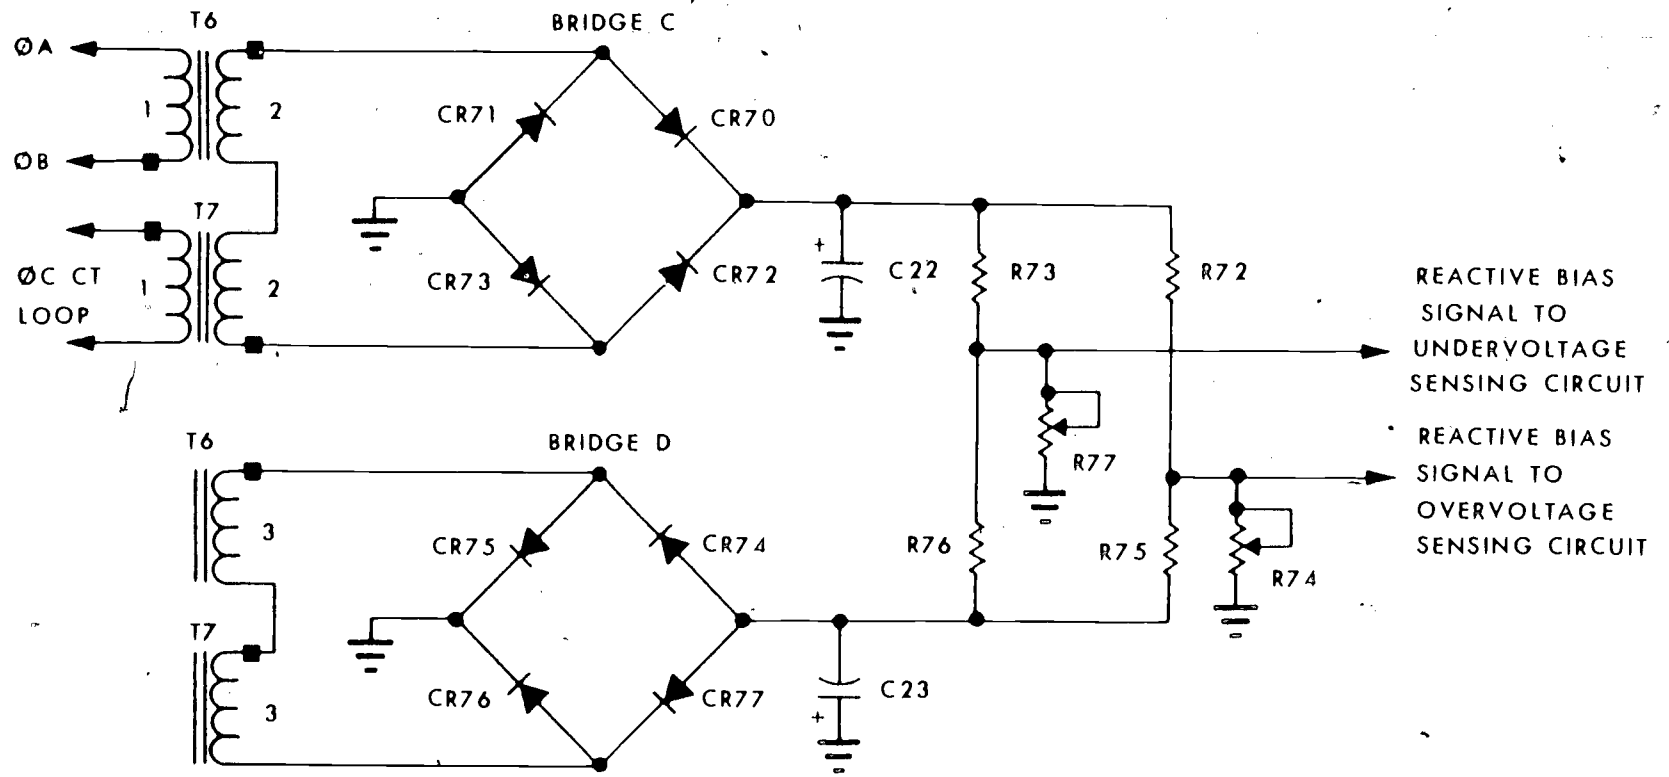 T6
BRIDGE C
ØA
CR71
CR70
1
2
ØB
T7
CR73
CR72
C22
R73
R72
ØC CT
LOOP
1
2
REACTIVE BIAS
SIGNAL TO
UNDERVOLTAGE
SENSING CIRCUIT
+
R77
T6
BRIDGE D
REACTIVE BIAS
SIGNAL TO
OVERVOLTAGE
SENSING CIRCUIT
3
CR75
CR74
R76
R75
R74
T7
3
CR76
CR77
C23
+